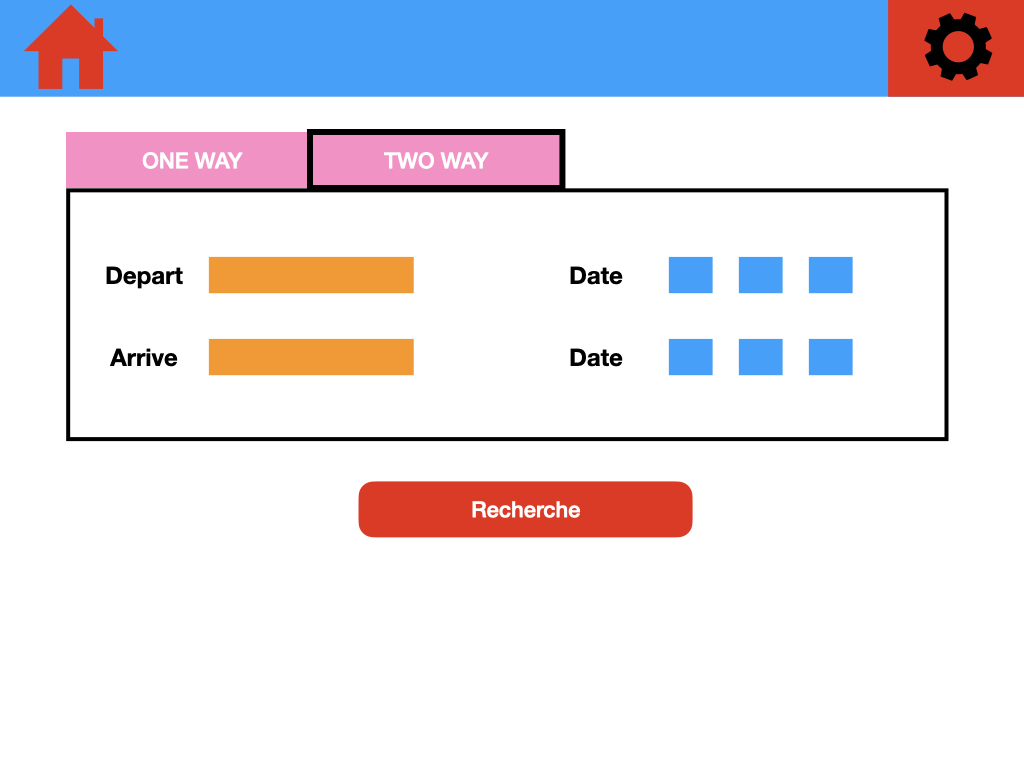 ONE WAY TWO WAY
Depart Date
Arrive Date
Recherche